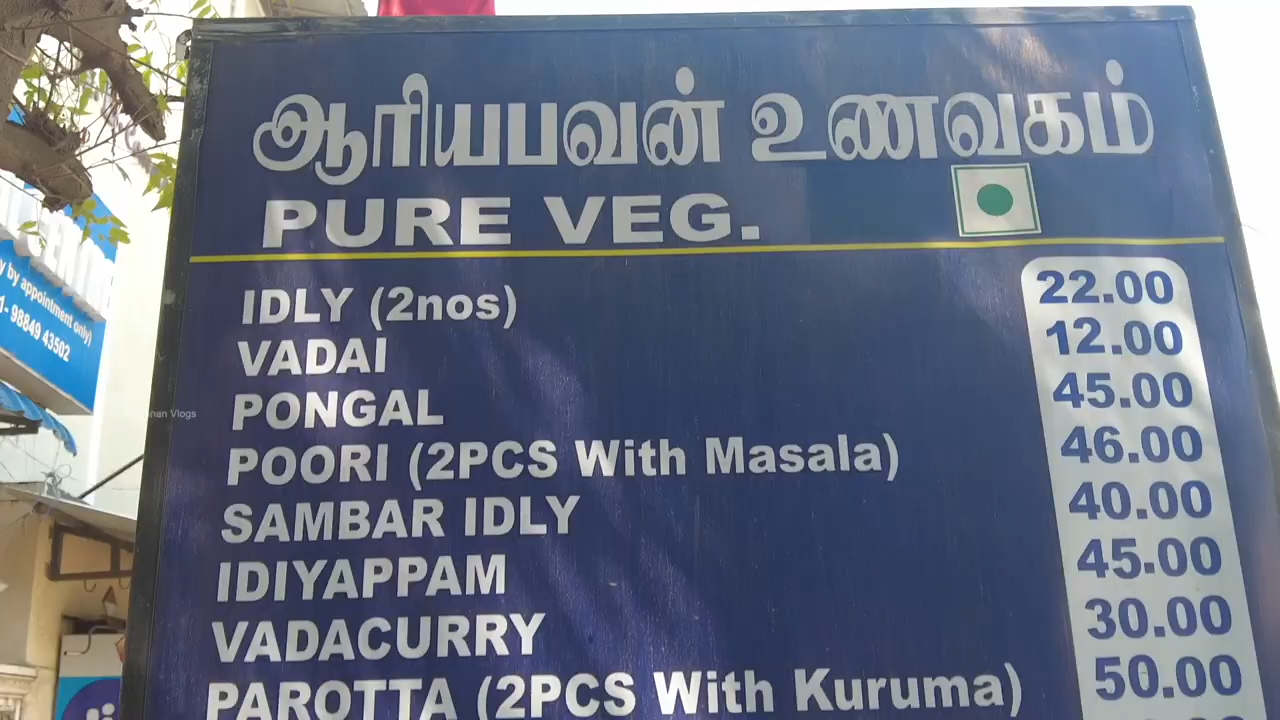 ஆரியபவன் உணவகம்
PURE VEG.
IDLY (2nos) 22.00
VADAI 12.00
PONGAL 45.00
POORI (2PCS With Masala) 46.00
SAMBAR IDLY 40.00
IDIYAPPAM 45.00
VADACURRY 30.00
PAROTTA (2PCS With Kuruma) 50.00
by appointment only)
98849 43502
Vlogs